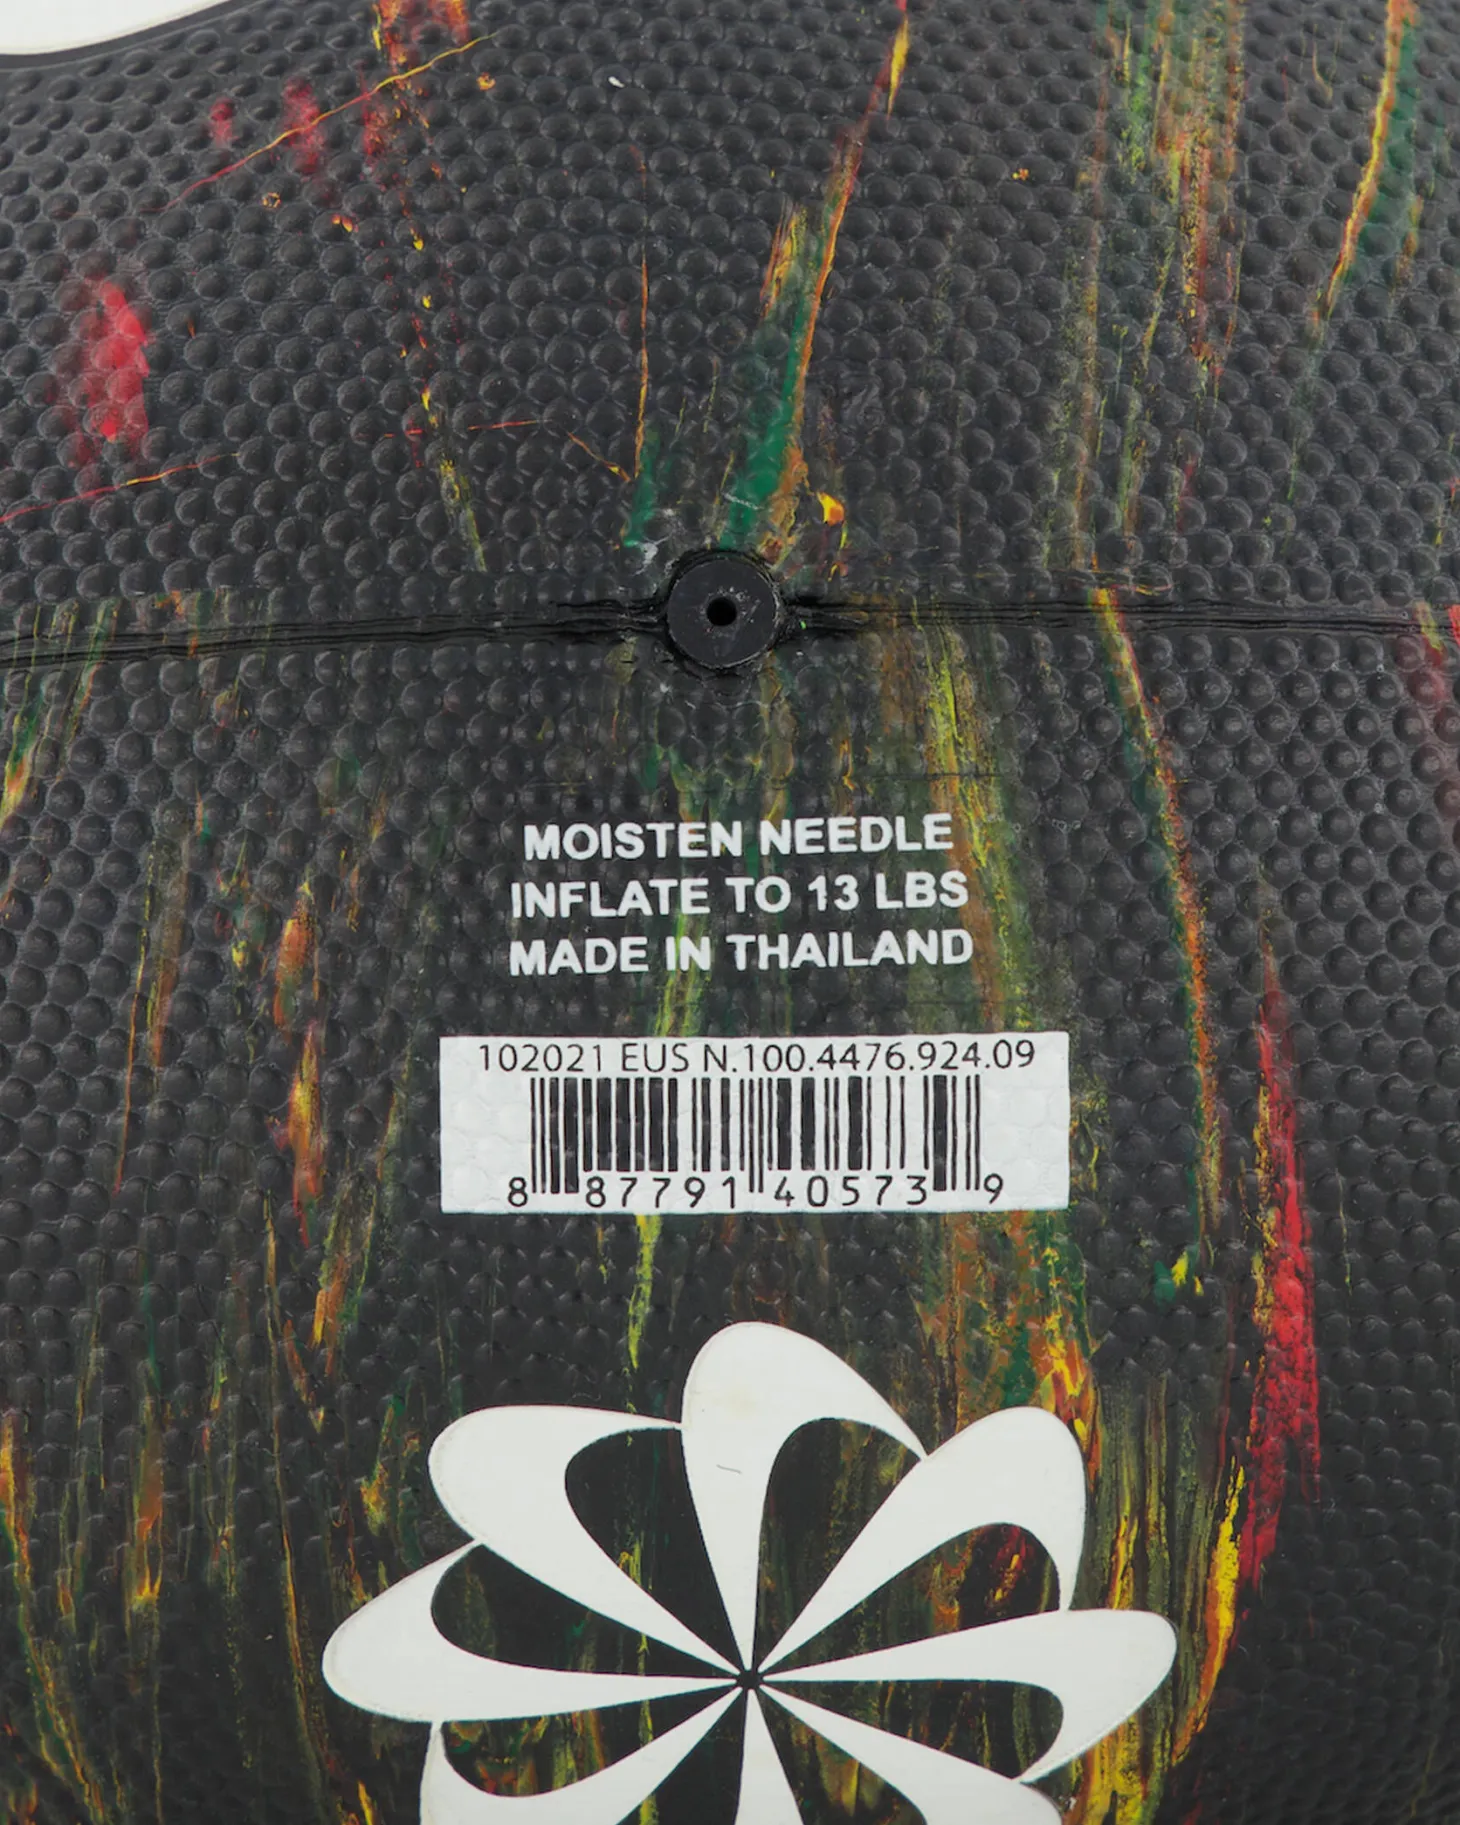 MOISTEN NEEDLE
INFLATE TO 13 LBS
MADE IN THAILAND
102021 EUS N.100.4476.924.09
8 87791 40573 9